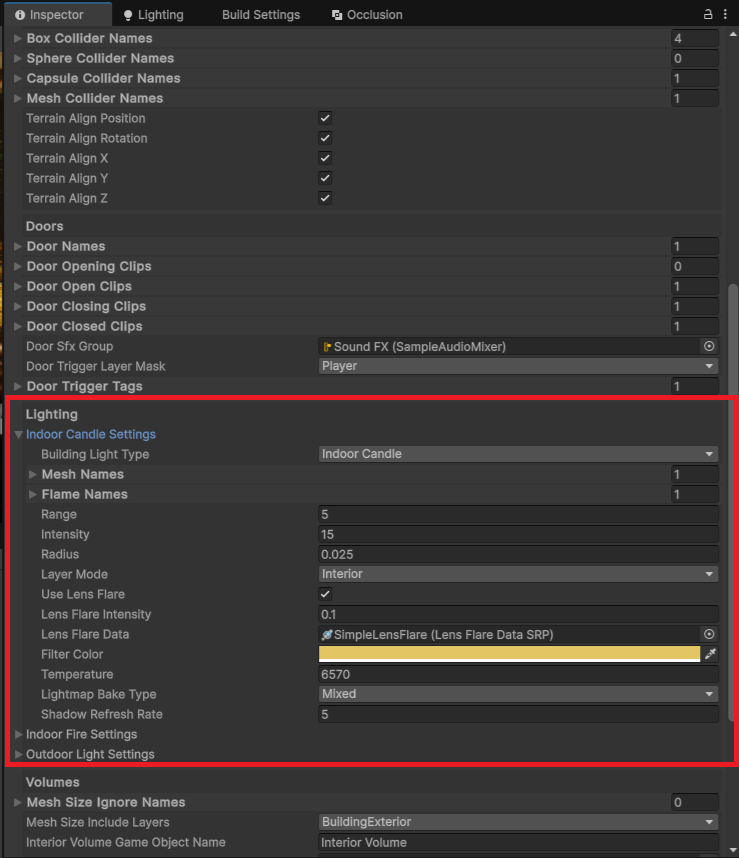 Inspector Lighting Build Settings Occlusion
Box Collider Names 4
Sphere Collider Names 0
Capsule Collider Names 1
Mesh Collider Names 1
Terrain Align Position
Terrain Align Rotation
Terrain Align X
Terrain Align Y
Terrain Align Z
Doors
Door Names 1
Door Opening Clips 0
Door Open Clips 1
Door Closing Clips 1
Door Closed Clips 1
Door Sfx Group Sound FX (SampleAudioMixer)
Door Trigger Layer Mask Player
Door Trigger Tags 1
Lighting
Indoor Candle Settings
Building Light Type Indoor Candle
Mesh Names 1
Flame Names 1
Range 5
Intensity 15
Radius 0.025
Layer Mode Interior
Use Lens Flare
Lens Flare Intensity 0.1
Lens Flare Data SimpleLensFlare (Lens Flare Data SRP)
Filter Color
Temperature 6570
Lightmap Bake Type Mixed
Shadow Refresh Rate 5
Indoor Fire Settings
Outdoor Light Settings
Volumes
Mesh Size Ignore Names 0
Mesh Size Include Layers BuildingExterior
Interior Volume Game Object Name Interior Volume